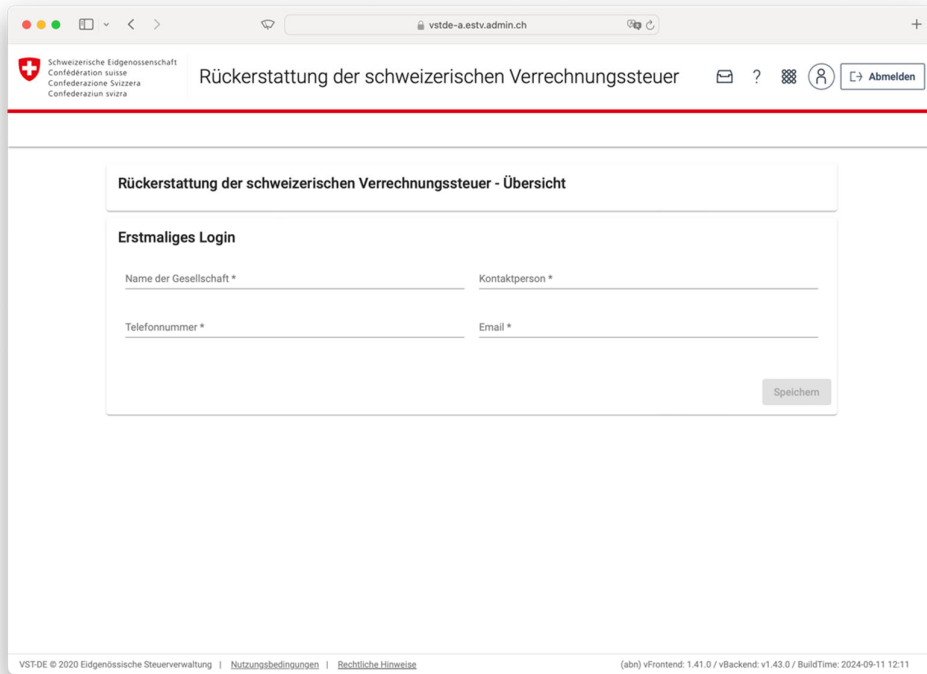 vstde-a.estv.admin.ch
Schweizerische Eidgenossenschaft
Confédération suisse
Confederazione Svizzera
Confederaziun svizra
Rückerstattung der schweizerischen Verrechnungssteuer
?
Abmelden
Rückerstattung der schweizerischen Verrechnungssteuer - Übersicht
Erstmaliges Login
Name der Gesellschaft * Kontaktperson *
Telefonnummer * Email *
Speichern
VST-DE © 2020 Eidgenössische Steuerverwaltung | Nutzungsbedingungen | Rechtliche Hinweise (abn) vFrontend: 1.41.0 / vBackend: v1.43.0 / BuildTime: 2024-09-11 12:11